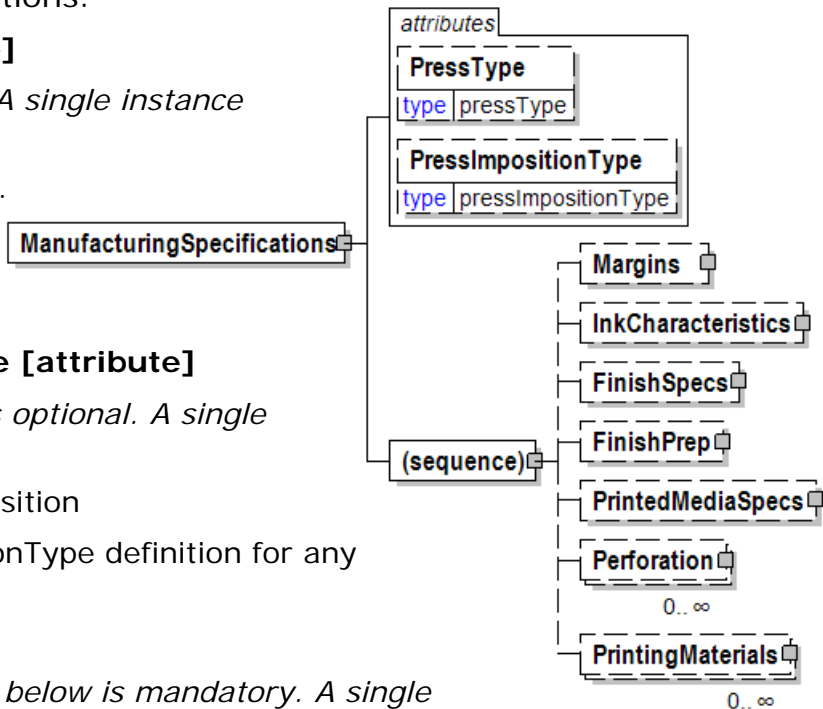 tions.
]
A single instance
.
e [attribute]
s optional. A single
sition
onType definition for any
below is mandatory. A single
attributes
PressType
type pressType
PressImpositionType
type pressImpositionType
ManufacturingSpecifications
(sequence)
Margins
InkCharacteristics
FinishSpecs
FinishPrep
PrintedMediaSpecs
Perforation
0.. ∞
PrintingMaterials
0.. ∞